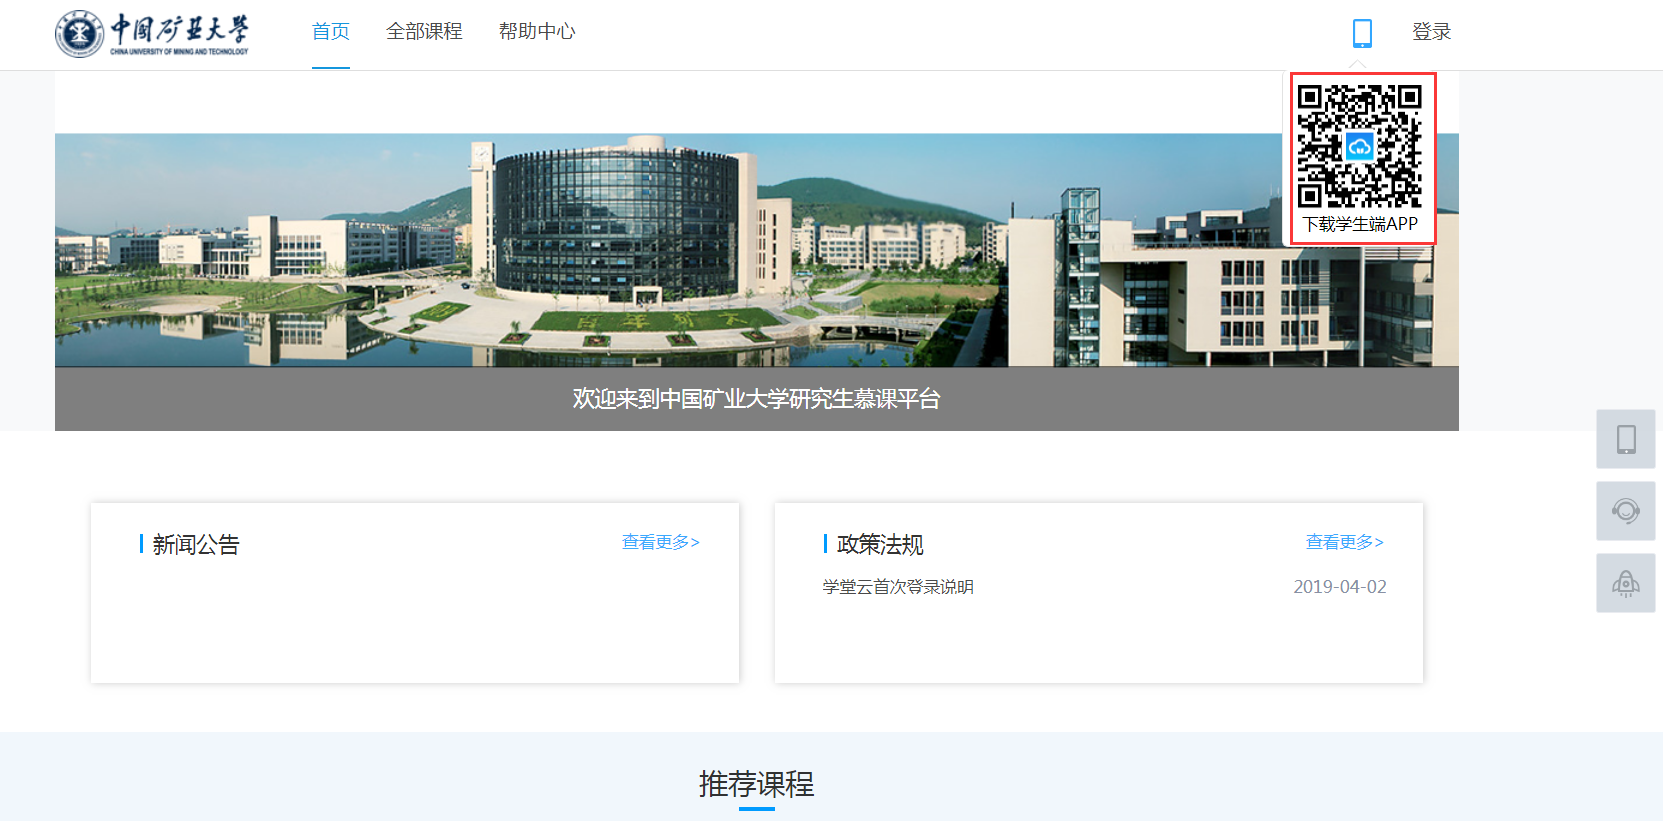 中国矿业大学
CHINA UNIVERSITY OF MINING AND TECHNOLOGY
首页 全部课程 帮助中心
登录
下载学生端APP
欢迎来到中国矿业大学研究生慕课平台
新闻公告 查看更多>
政策法规 查看更多>
学堂云首次登录说明 2019-04-02
推荐课程